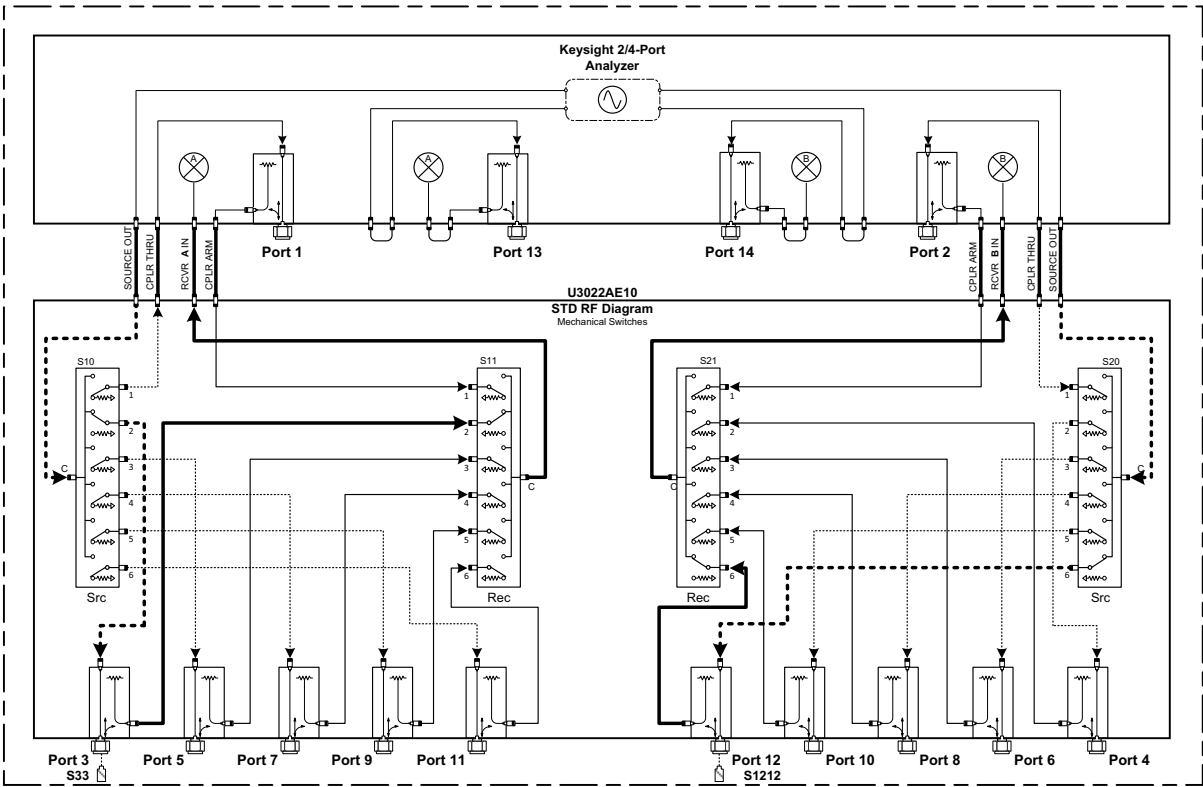 Keysight 2/4-Port
Analyzer
A
A
B
B
Port 1
Port 13
Port 14
Port 2
SOURCE OUT
CPLR THRU
RCVR A IN
CPLR ARM
CPLR ARM
RCVR B IN
CPLR THRU
SOURCE OUT
U3022AE10
STD RF Diagram
Mechanical Switches
S10
S11
S21
S20
1
2
3
4
5
6
C
Src
1
2
3
4
5
6
C
Rec
1
2
3
4
5
6
C
Rec
1
2
3
4
5
6
C
Src
Port 3
Port 5
Port 7
Port 9
Port 11
Port 12
Port 10
Port 8
Port 6
Port 4
S33
S1212